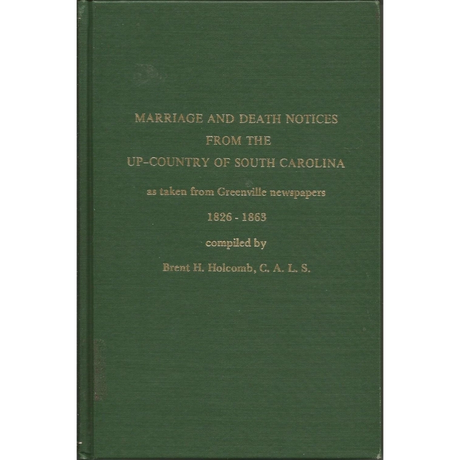 MARRIAGE AND DEATH NOTICES
FROM THE
UP-COUNTRY OF SOUTH CAROLINA
as taken from Greenville newspapers
1826 - 1863
compiled by
Brent H. Holcomb, C. A. L. S.